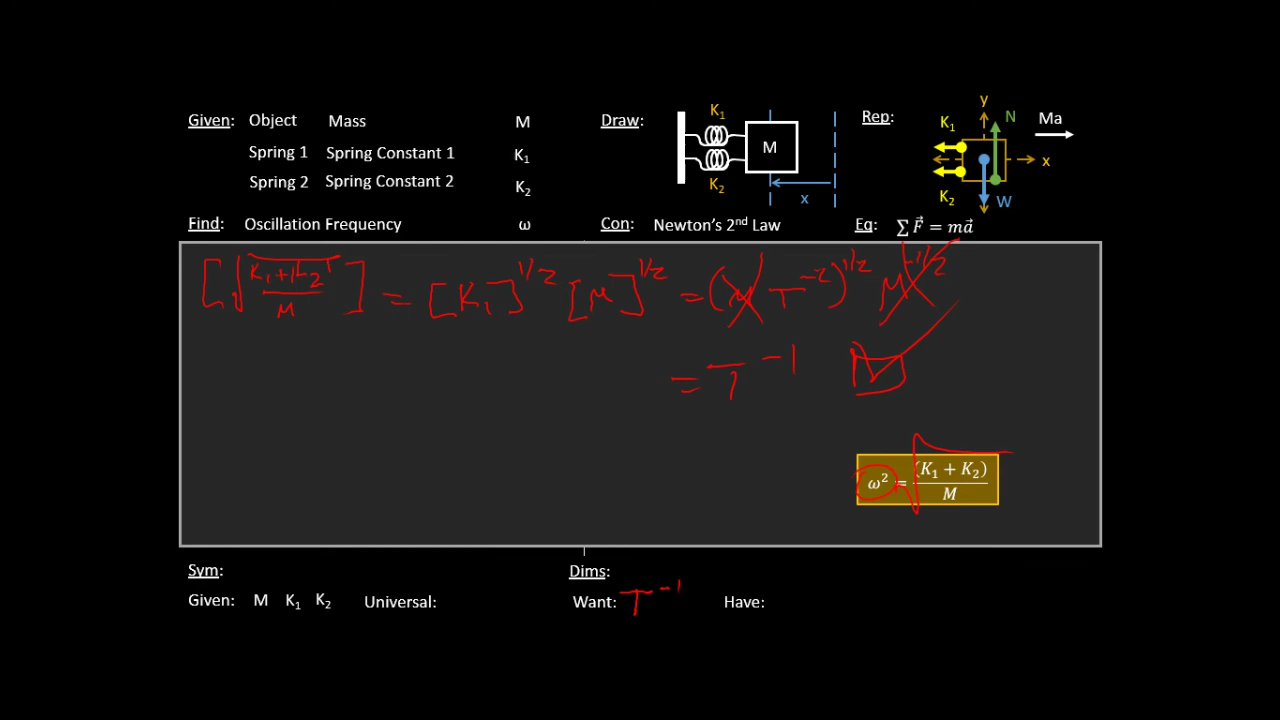 Given: Object Mass M
Spring 1 Spring Constant 1 K₁
Spring 2 Spring Constant 2 K₂
Find: Oscillation Frequency ω
Draw: K₁ M K₂ x
Con: Newton's 2nd Law
Rep: y N Ma K₁ x K₂ W
Eq: ∑F⃗ = ma⃗
[√((K₁+K₂)/M)] = [K₁]^1/2 [M]^1/2 = (M T^-2)^1/2 M^-1/2
= T^-1
ω² = √((K₁ + K₂)/M)
Sym:
Given: M K₁ K₂ Universal:
Dims:
Want: T^-1 Have: